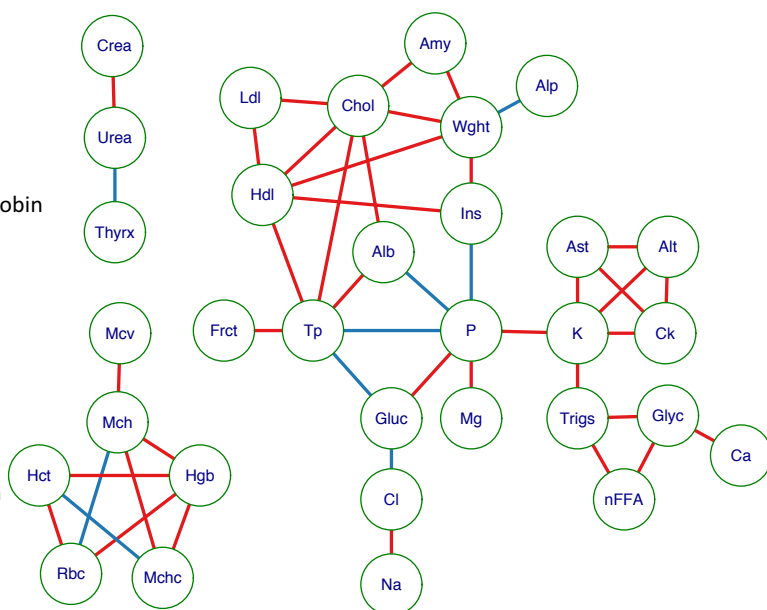 Crea
Amy
Ldl
Chol
Alp
Wght
Urea
Hdl
obin
Ins
Thyrx
Alb
Ast
Alt
Mcv
Frct
Tp
P
K
Ck
Mch
Gluc
Mg
Trigs
Glyc
Ca
Hct
Hgb
Cl
nFFA
Rbc
Mchc
Na